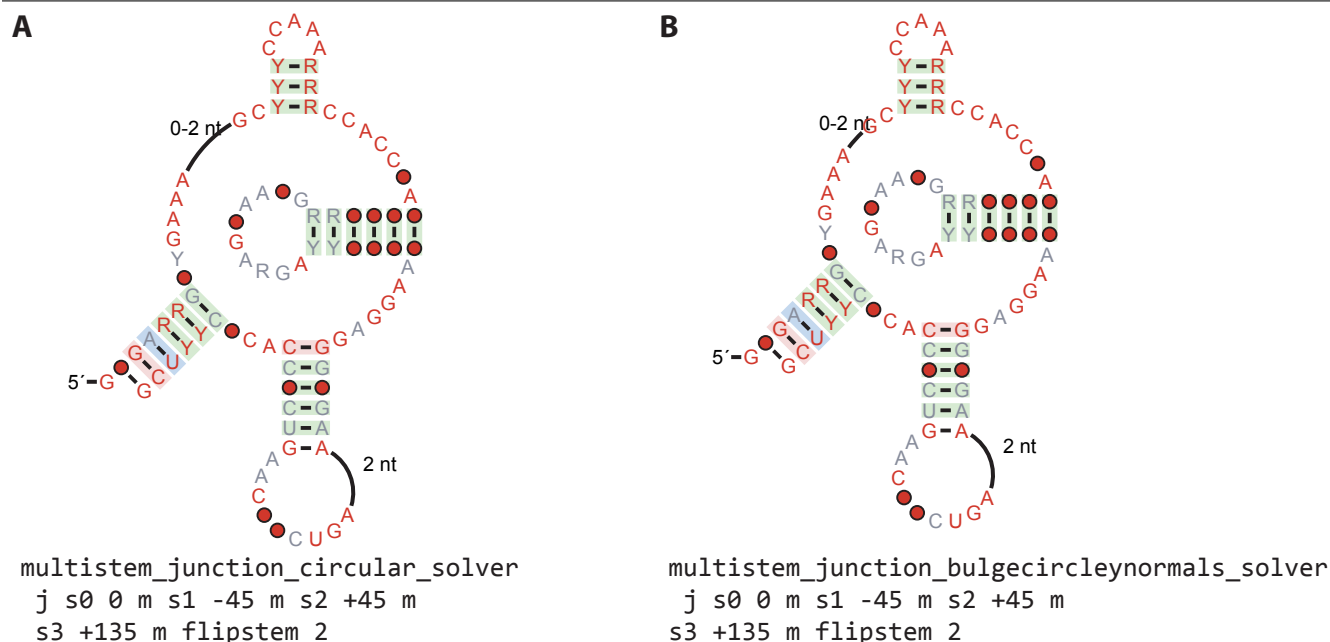 A
5´
G G A R R G
Y G A A A
0-2 nt
G C Y Y Y C C A A A R R R C C A C C A
R R G A A G A R G A Y Y
A A G G A G G G G A A
2 nt
A G U C C A A G U C C C A C C Y Y U C G
multistem_junction_circular_solver
j s0 0 m s1 -45 m s2 +45 m
s3 +135 m flipstem 2
B
5´
G G A R R G
Y G A A A
0-2 nt
G C Y Y Y C C A A A R R R C C A C C A
R R G A A G A R G A Y Y
A A G G A G G G G A A
2 nt
A G U C C A A G U C C C A C C Y Y U C G
multistem_junction_bulgecircleynormals_solver
j s0 0 m s1 -45 m s2 +45 m
s3 +135 m flipstem 2